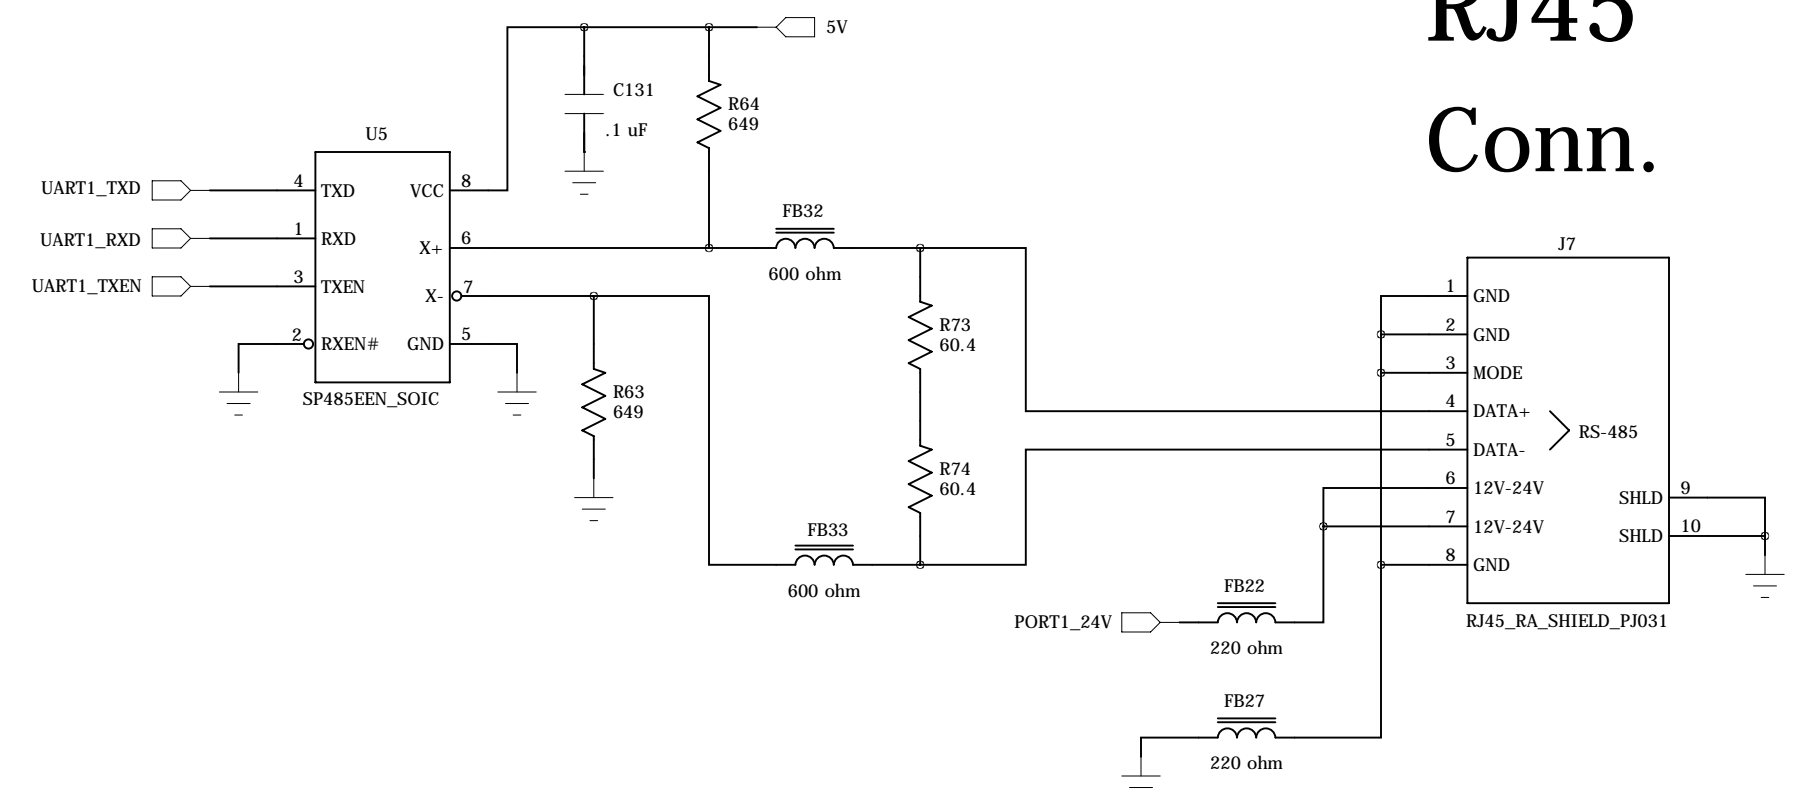 RJ45
Conn.
5V
C131
.1 uF
R64
649
U5
UART1_TXD
4
TXD
VCC
8
UART1_RXD
1
RXD
X+
6
UART1_TXEN
3
TXEN
X-
7
2
RXEN#
GND
5
SP485EEN_SOIC
R63
649
FB32
600 ohm
R73
60.4
R74
60.4
FB33
600 ohm
J7
1
GND
2
GND
3
MODE
4
DATA+
5
DATA-
RS-485
6
12V-24V
7
12V-24V
8
GND
SHLD
9
SHLD
10
RJ45_RA_SHIELD_PJ031
PORT1_24V
FB22
220 ohm
FB27
220 ohm